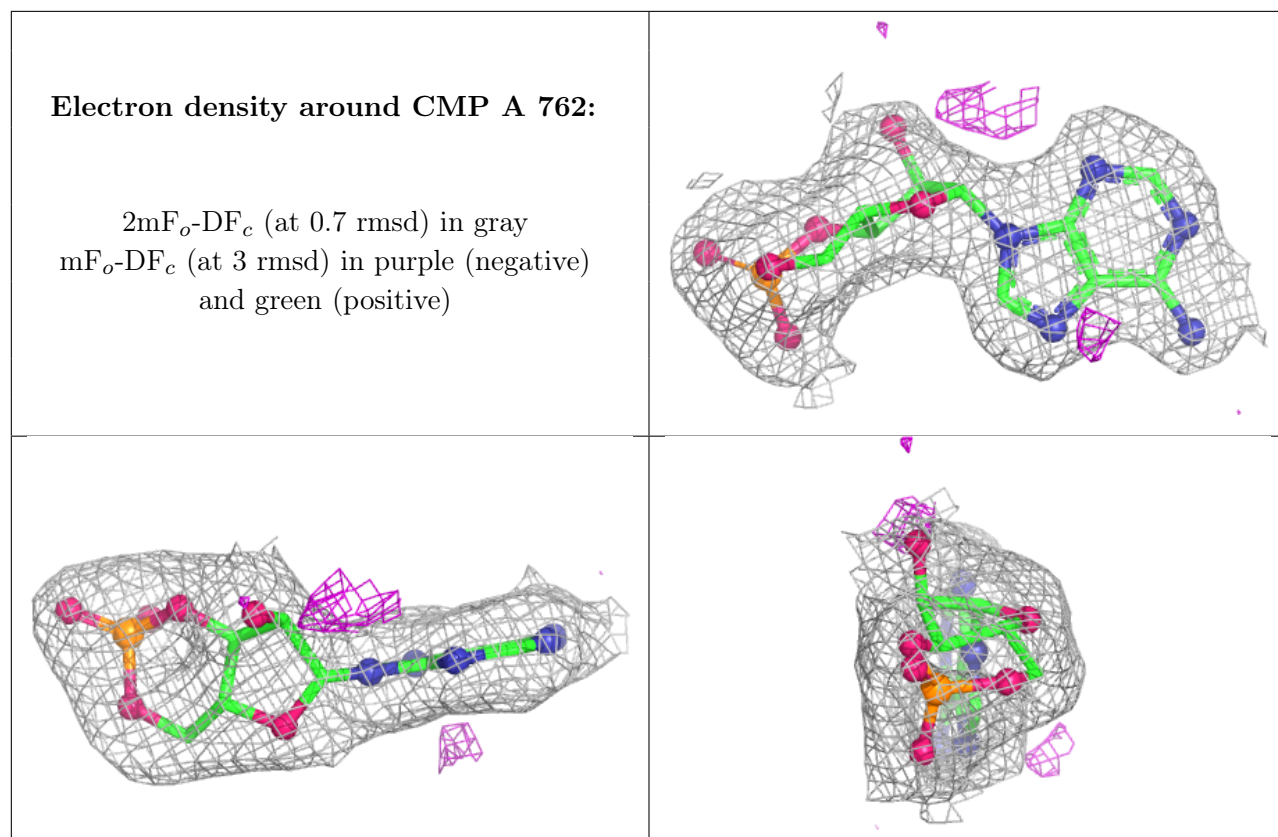 Electron density around CMP A 762:
2mFo-DFc (at 0.7 rmsd) in gray
mFo-DFc (at 3 rmsd) in purple (negative)
and green (positive)